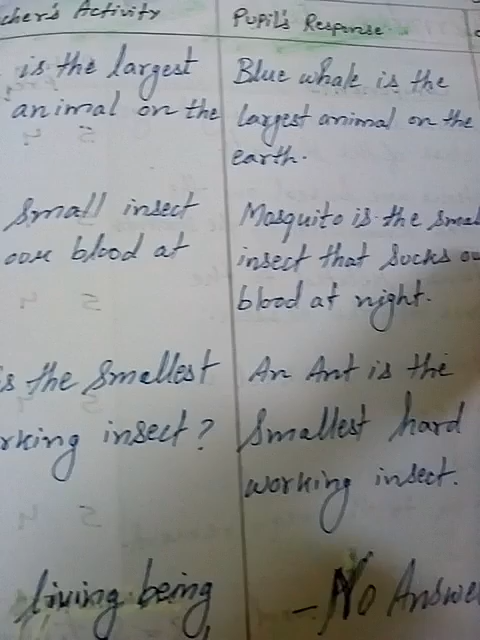 cher's Activity
Pupil's Response
is the largest
animal on the
Blue whale is the
largest animal on the
earth.
Small insect
our blood at
Mosquito is the smal
insect that sucks ou
blood at night.
is the smallest
rking insect?
An Ant is the
smallest hard
working insect.
living being
- No Answe